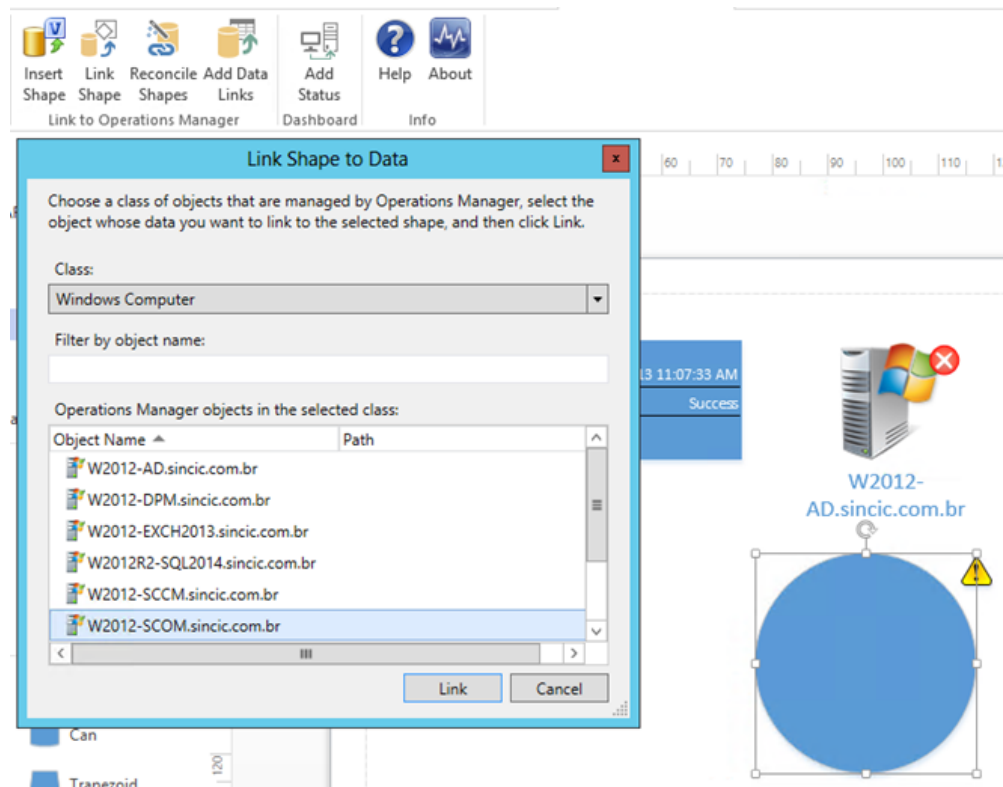 Insert Shape
Link Shape
Reconcile Shapes
Add Data Links
Add Status
Help
About
Link to Operations Manager
Dashboard
Info
Link Shape to Data
x
60 70 80 90 100 110
Choose a class of objects that are managed by Operations Manager, select the
object whose data you want to link to the selected shape, and then click Link.
Class:
Windows Computer
Filter by object name:
Operations Manager objects in the selected class:
Object Name Path
W2012-AD.sincic.com.br
W2012-DPM.sincic.com.br
W2012-EXCH2013.sincic.com.br
W2012R2-SQL2014.sincic.com.br
W2012-SCCM.sincic.com.br
W2012-SCOM.sincic.com.br
Link Cancel
13 11:07:33 AM
Success
W2012-
AD.sincic.com.br
Can
120
Trapezoid